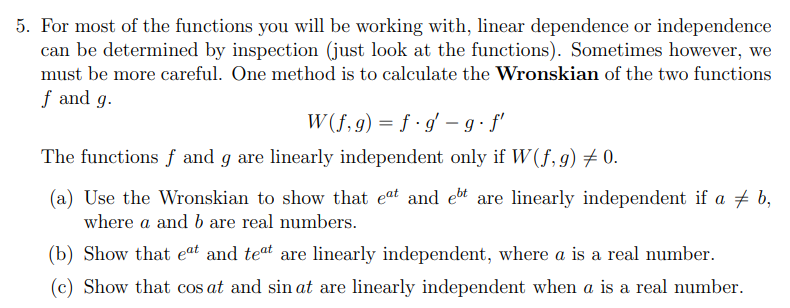 5. For most of the functions you will be working with, linear dependence or independence
can be determined by inspection (just look at the functions). Sometimes however, we
must be more careful. One method is to calculate the Wronskian of the two functions
f and g.
W(f, g) = f · g′ − g · f′
The functions f and g are linearly independent only if W(f, g) ≠ 0.
(a) Use the Wronskian to show that e^{at} and e^{bt} are linearly independent if a ≠ b,
where a and b are real numbers.
(b) Show that e^{at} and te^{at} are linearly independent, where a is a real number.
(c) Show that cos at and sin at are linearly independent when a is a real number.